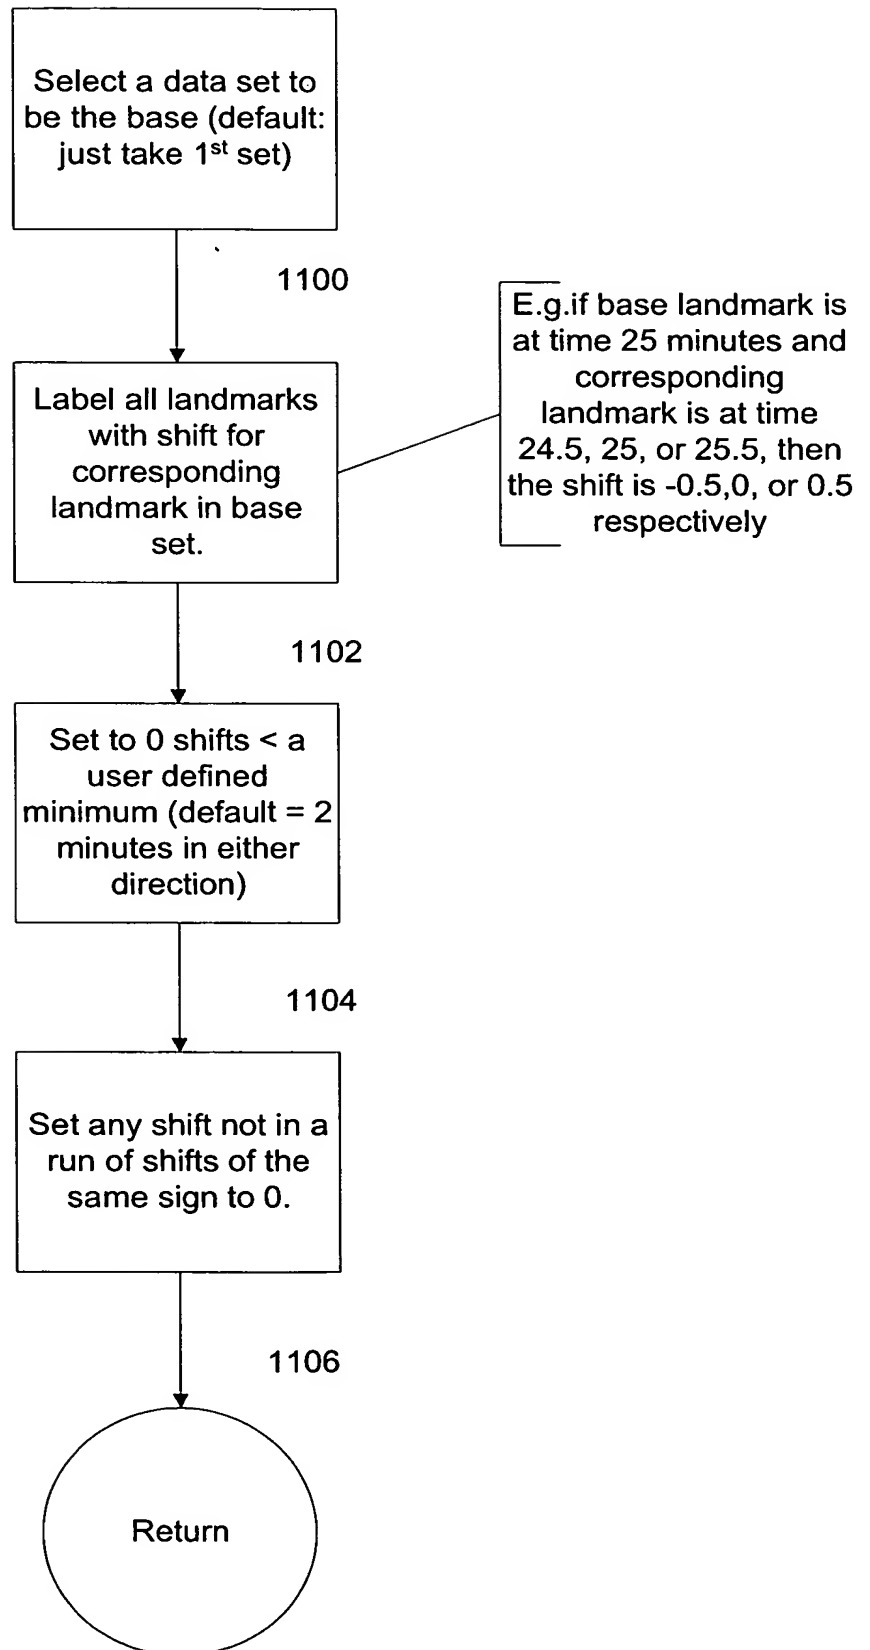 Select a data set to
be the base (default:
just take 1st set)
1100
Label all landmarks
with shift for
corresponding
landmark in base
set.
E.g.if base landmark is
at time 25 minutes and
corresponding
landmark is at time
24.5, 25, or 25.5, then
the shift is -0.5,0, or 0.5
respectively
1102
Set to 0 shifts < a
user defined
minimum (default = 2
minutes in either
direction)
1104
Set any shift not in a
run of shifts of the
same sign to 0.
1106
Return